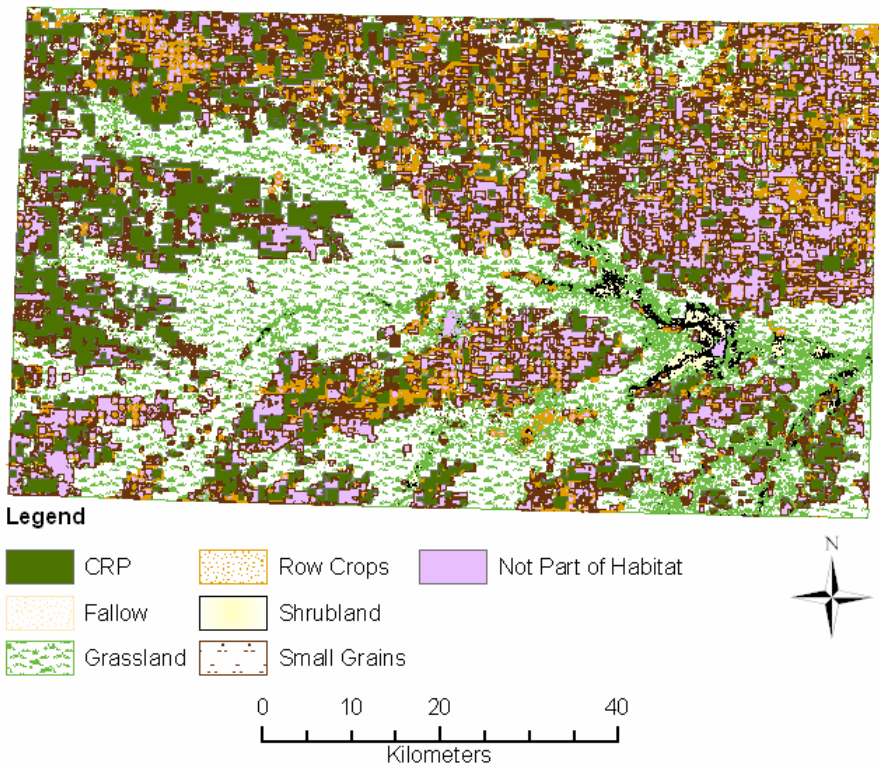 Legend
CRP
Row Crops
Not Part of Habitat
Fallow
Shrubland
Grassland
Small Grains
N
0 10 20 40
Kilometers